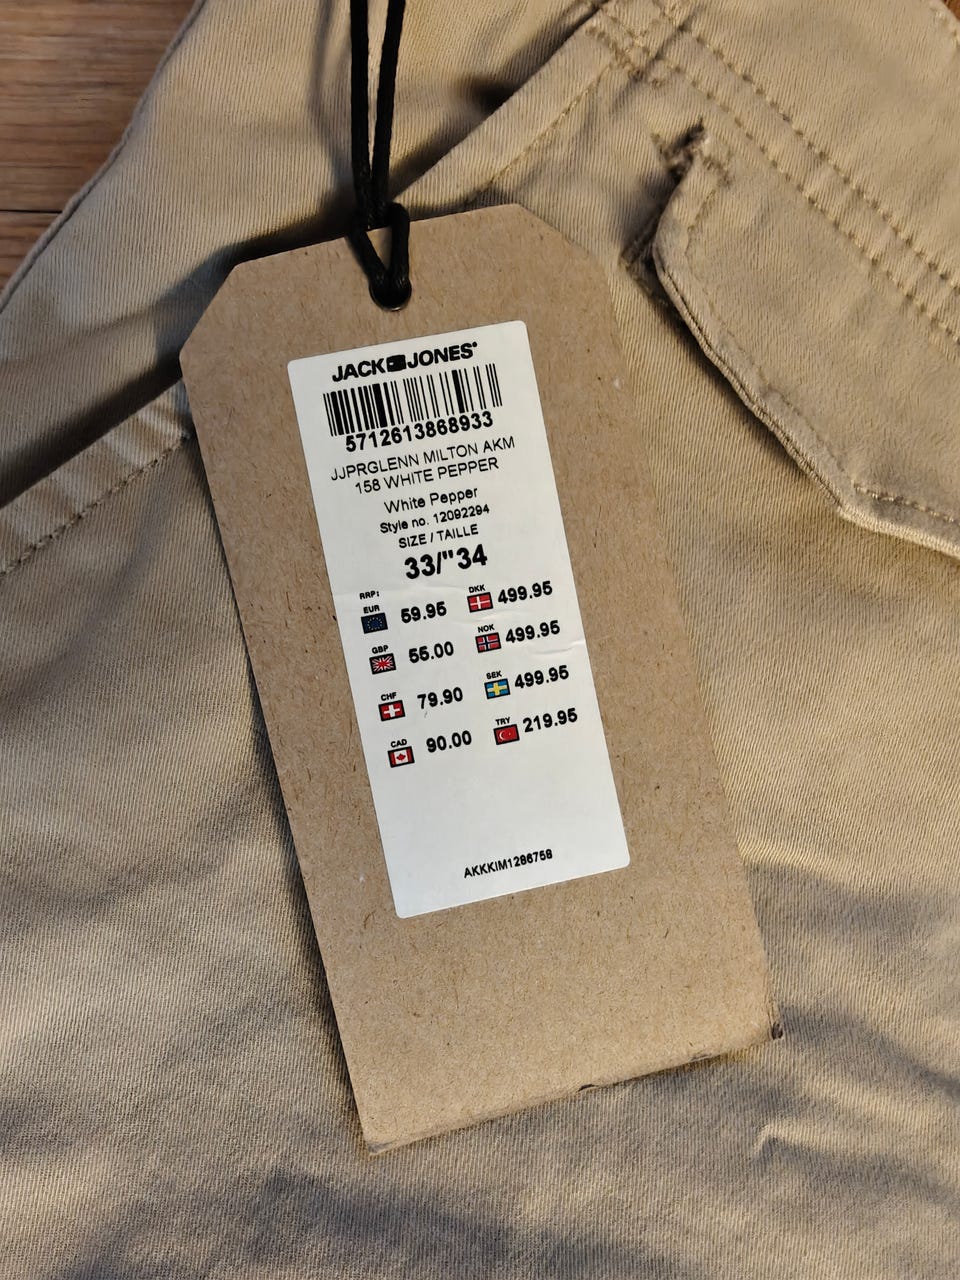 JACK JONES
5712613868933
JJPRGLENN MILTON AKM
158 WHITE PEPPER
White Pepper
Style no. 12092294
SIZE / TAILLE
33/"34
RRP:
EUR 59.95 DKK 499.95
GBP 55.00 NOK 499.95
CHF 79.90 SEK 499.95
CAD 90.00 TRY 219.95
AKKKIM1286758